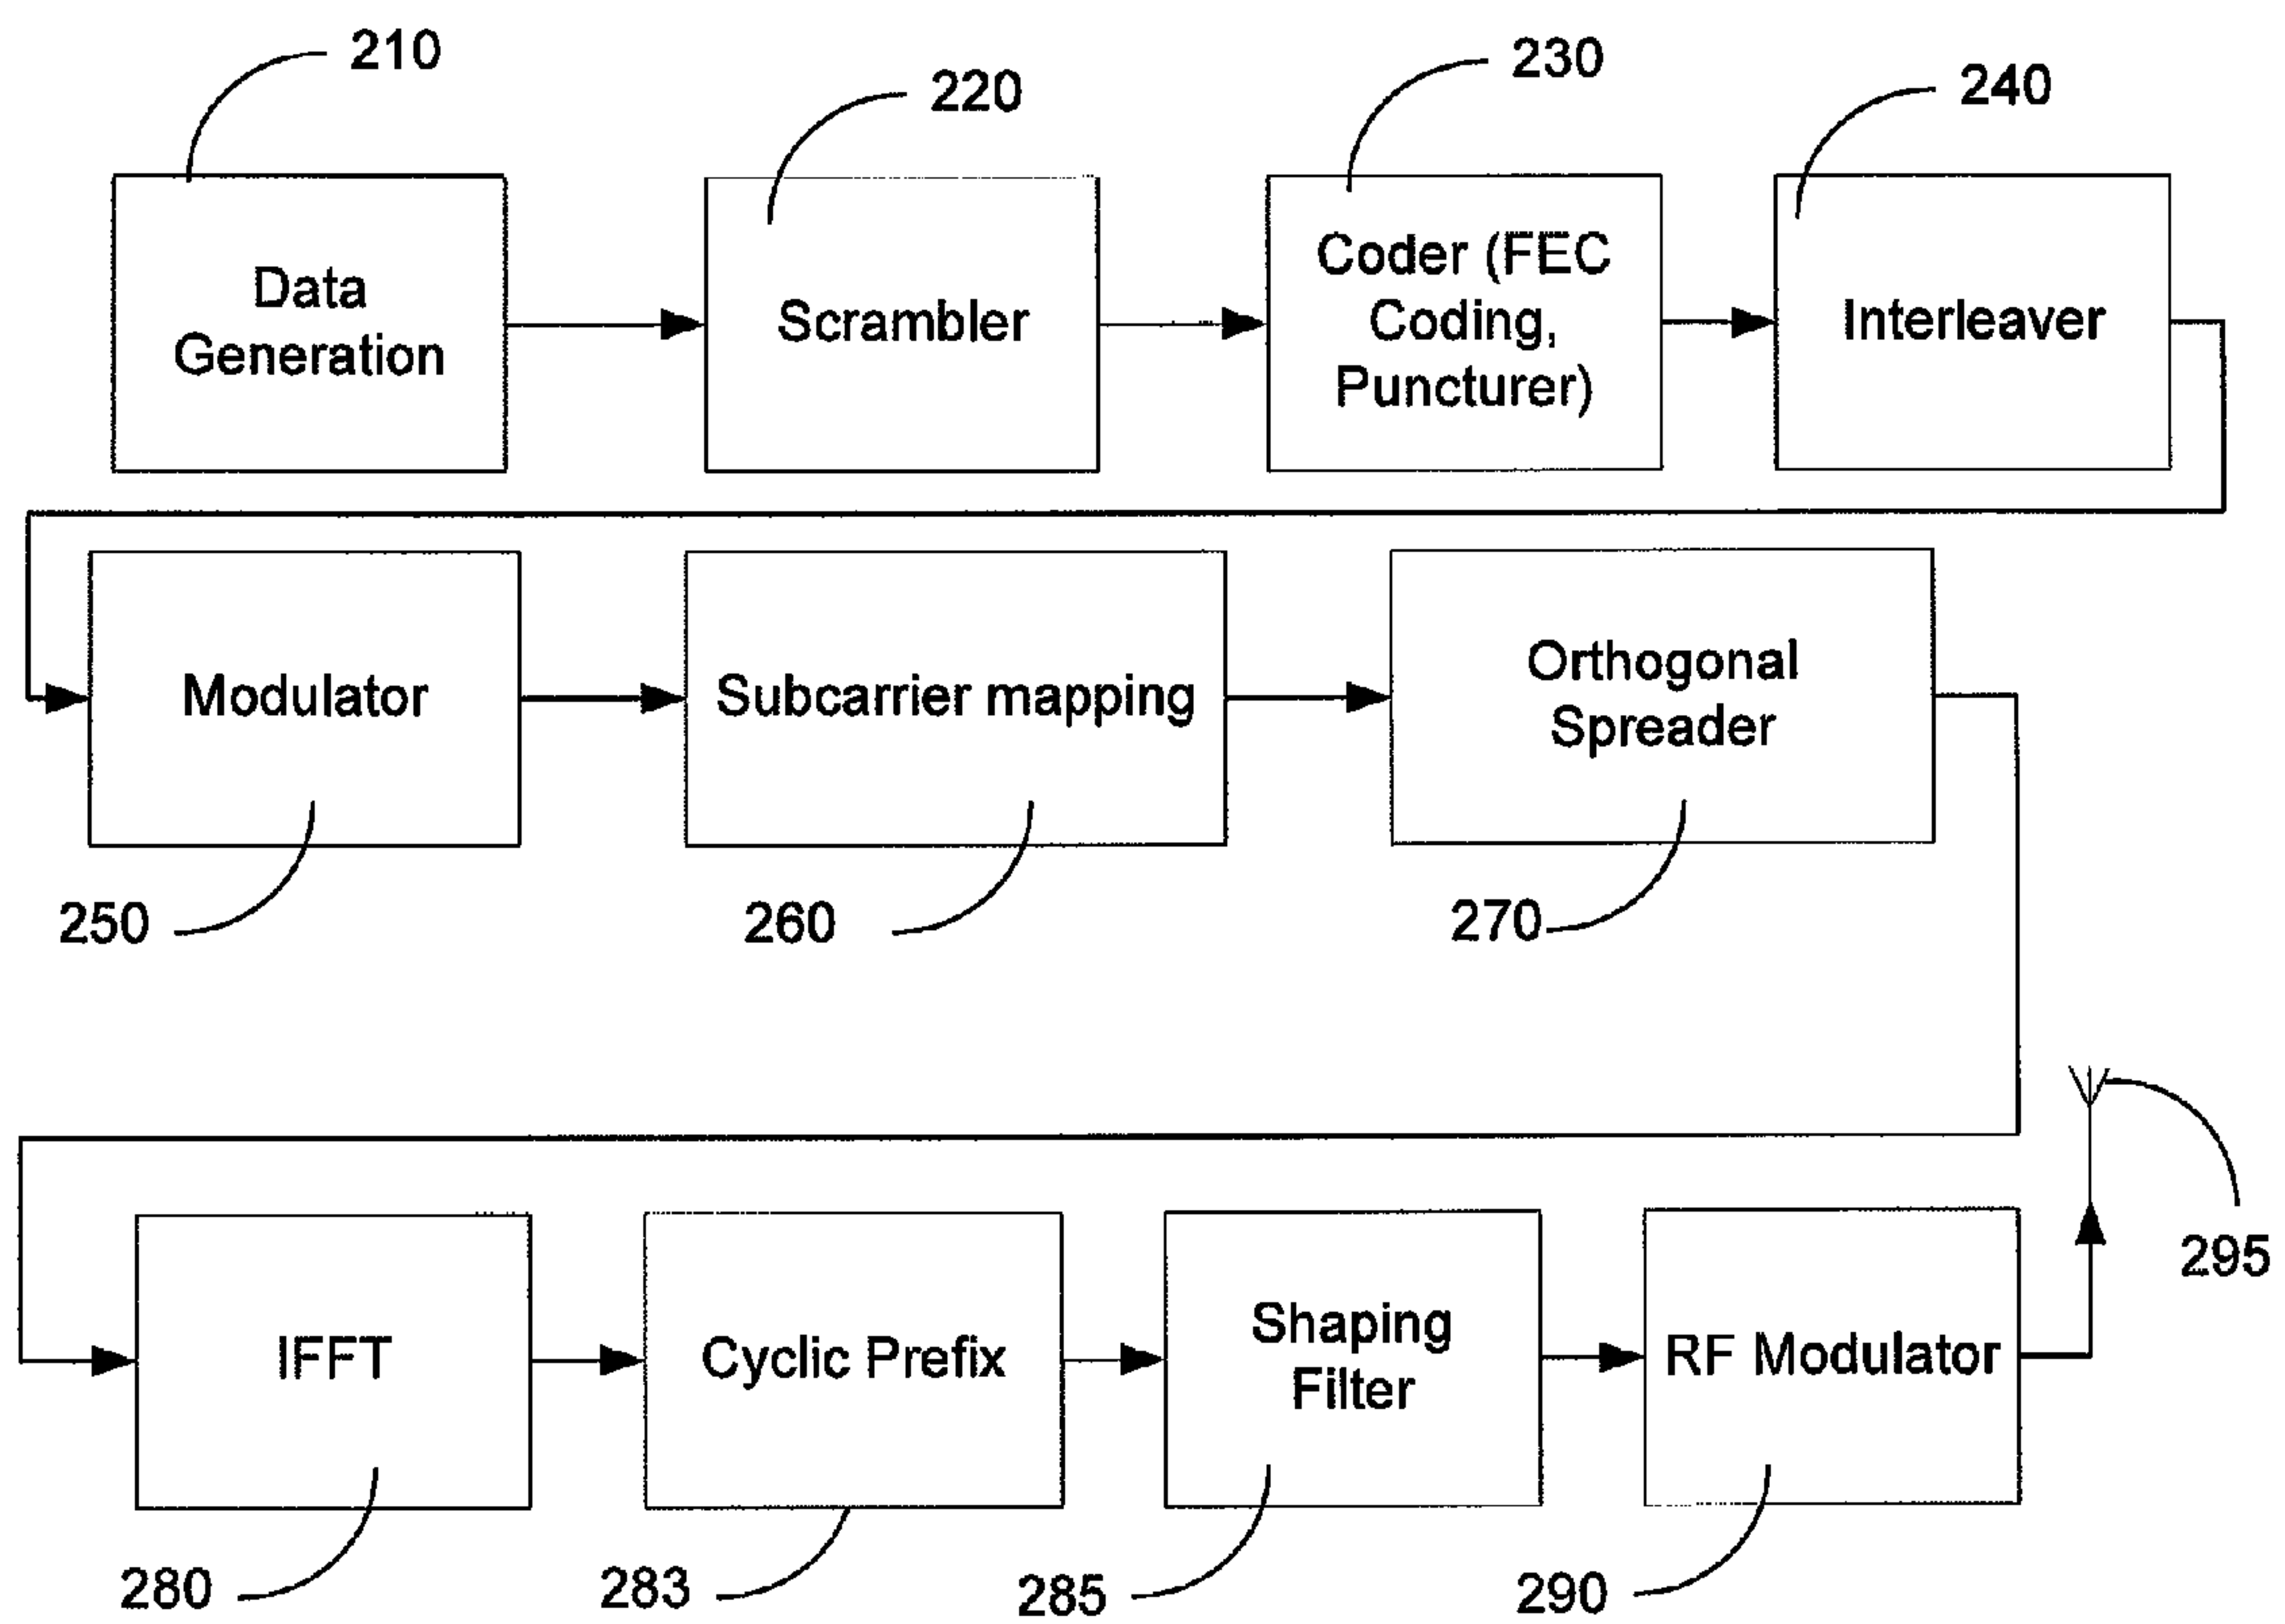 210
220
230
240
Data
Generation
Scrambler
Coder (FEC
Coding,
Puncturer)
Interleaver
Modulator
Subcarrier mapping
Orthogonal
Spreader
250
260
270
295
IFFT
Cyclic Prefix
Shaping
Filter
RF Modulator
280
283
285
290